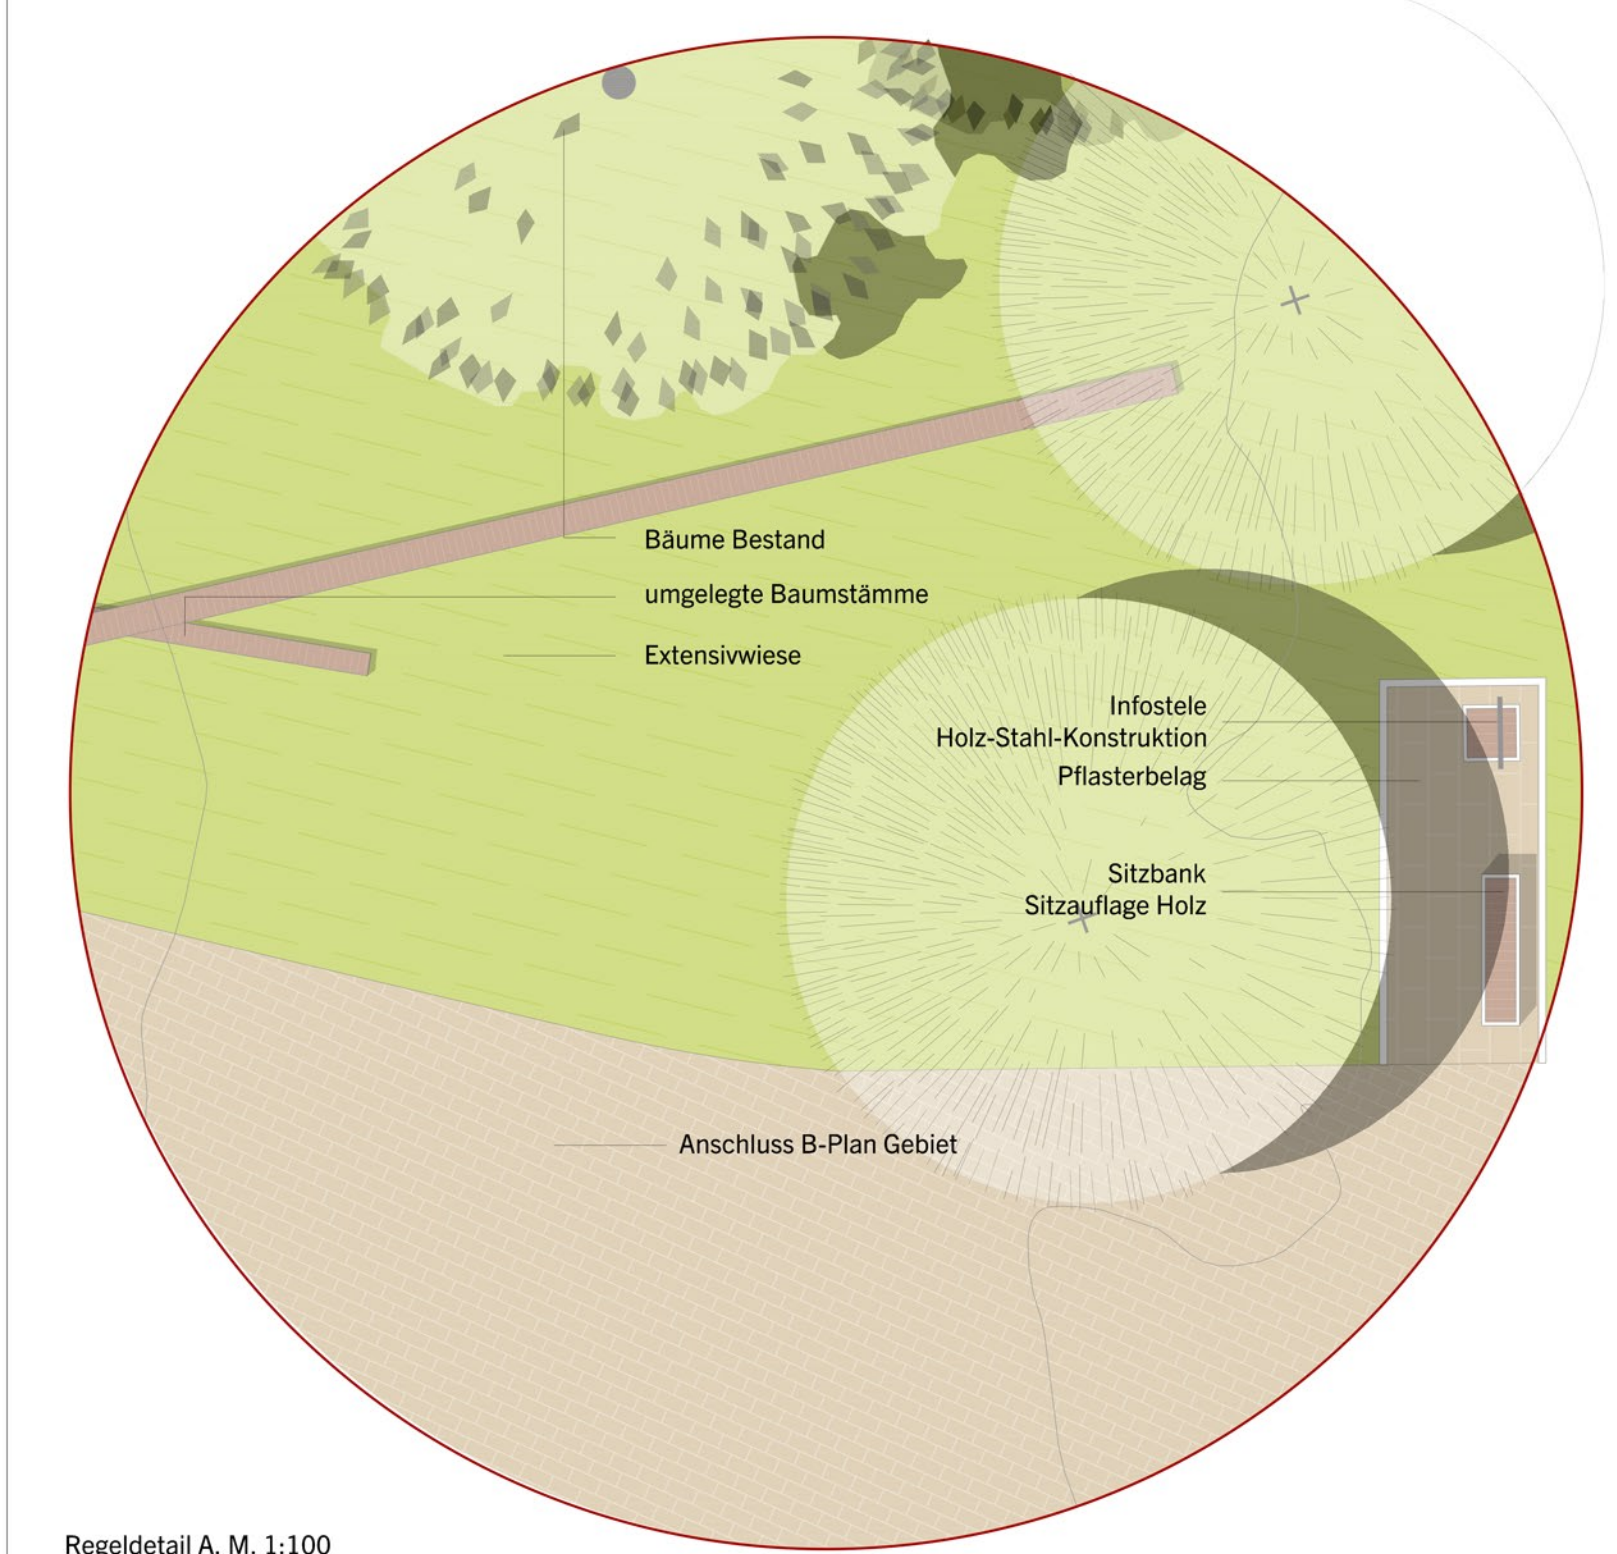 Bäume Bestand
umgelegte Baumstämme
Extensivwiese
Infostele
Holz-Stahl-Konstruktion
Pflasterbelag
Sitzbank
Sitzauflage Holz
Anschluss B-Plan Gebiet
Regeldetail A, M. 1:100